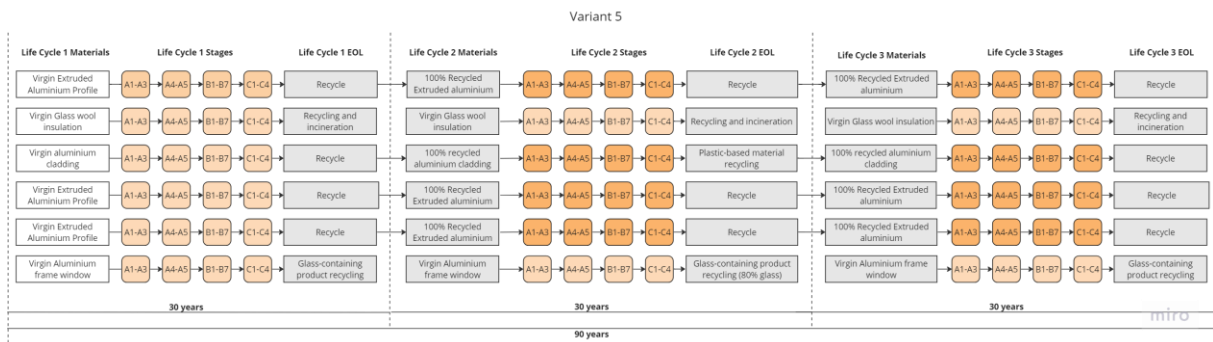 Variant 5
Life Cycle 1 Materials Life Cycle 1 Stages Life Cycle 1 EOL Life Cycle 2 Materials Life Cycle 2 Stages Life Cycle 2 EOL Life Cycle 3 Materials Life Cycle 3 Stages Life Cycle 3 EOL
Virgin Extruded
Aluminium Profile
A1-A3 A4-A5 B1-B7 C1-C4
Recycle
100% Recycled
Extruded aluminium
A1-A3 A4-A5 B1-B7 C1-C4
Recycle
100% Recycled Extruded
aluminium
A1-A3 A4-A5 B1-B7 C1-C4
Recycle
Virgin Glass wool
insulation
A1-A3 A4-A5 B1-B7 C1-C4
Recycling and
incineration
Virgin Glass wool
insulation
A1-A3 A4-A5 B1-B7 C1-C4
Recycling and incineration
Virgin Glass wool insulation
A1-A3 A4-A5 B1-B7 C1-C4
Recycling and
incineration
Virgin aluminium
cladding
A1-A3 A4-A5 B1-B7 C1-C4
Recycle
100% recycled
aluminium cladding
A1-A3 A4-A5 B1-B7 C1-C4
Plastic-based material
recycling
100% recycled aluminium
cladding
A1-A3 A4-A5 B1-B7 C1-C4
Recycle
Virgin Extruded
Aluminium Profile
A1-A3 A4-A5 B1-B7 C1-C4
Recycle
100% Recycled
Extruded aluminium
A1-A3 A4-A5 B1-B7 C1-C4
Recycle
100% Recycled Extruded
aluminium
A1-A3 A4-A5 B1-B7 C1-C4
Recycle
Virgin Extruded
Aluminium Profile
A1-A3 A4-A5 B1-B7 C1-C4
Recycle
100% Recycled
Extruded aluminium
A1-A3 A4-A5 B1-B7 C1-C4
Recycle
100% Recycled Extruded
aluminium
A1-A3 A4-A5 B1-B7 C1-C4
Recycle
Virgin Aluminium
frame window
A1-A3 A4-A5 B1-B7 C1-C4
Glass-containing
product recycling
Virgin Aluminium
frame window
A1-A3 A4-A5 B1-B7 C1-C4
Glass-containing product
recycling (80% glass)
Virgin Aluminium frame
window
A1-A3 A4-A5 B1-B7 C1-C4
Glass-containing
product recycling
30 years 30 years 30 years
miro
90 years